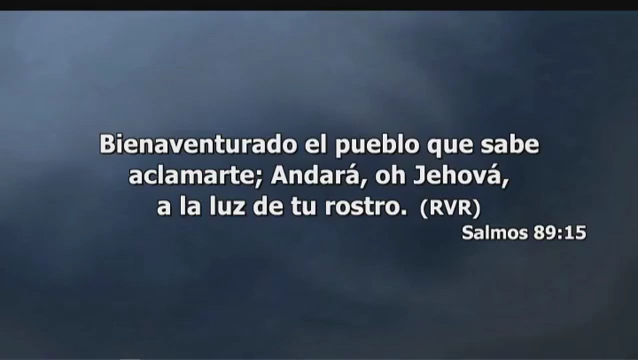 Bienaventurado el pueblo que sabe
aclamarte; Andará, oh Jehová,
a la luz de tu rostro. (RVR)
Salmos 89:15